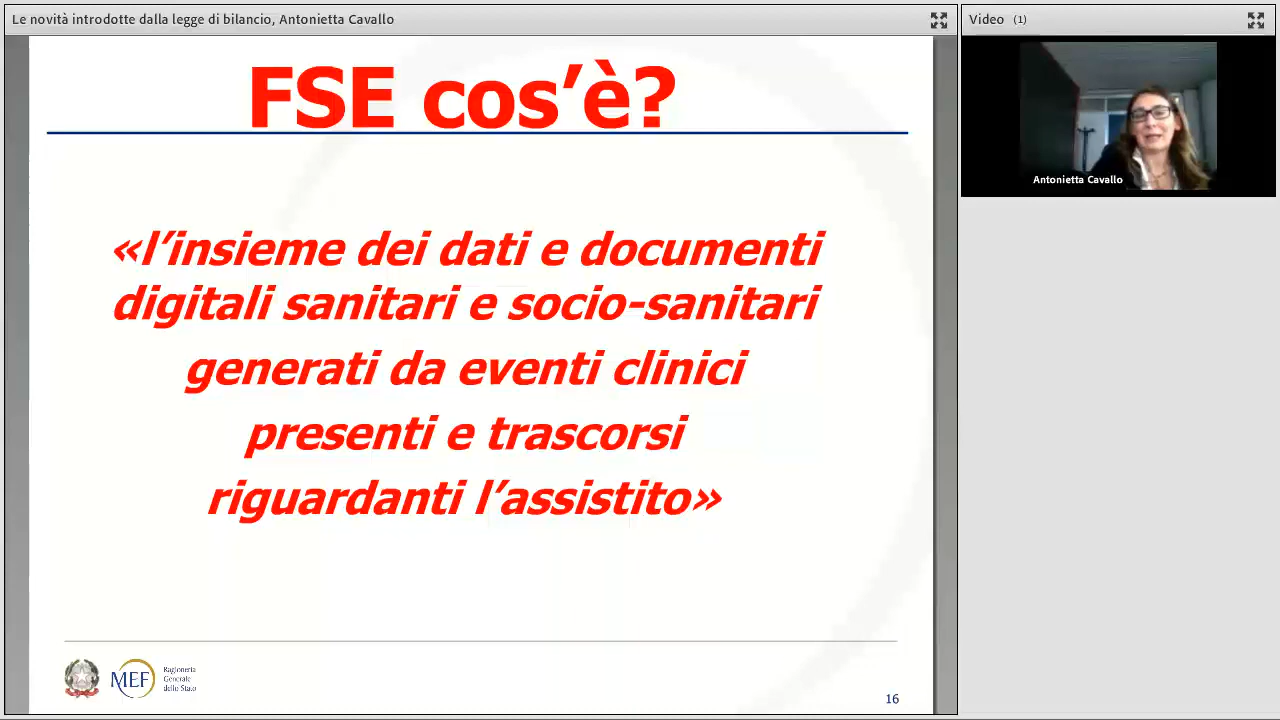 Le novità introdotte dalla legge di bilancio, Antonietta Cavallo
Video (1)
FSE cos’è?
«l’insieme dei dati e documenti
digitali sanitari e socio-sanitari
generati da eventi clinici
presenti e trascorsi
riguardanti l’assistito»
Antonietta Cavallo
MEF
Ragioneria
Generale
dello Stato
16